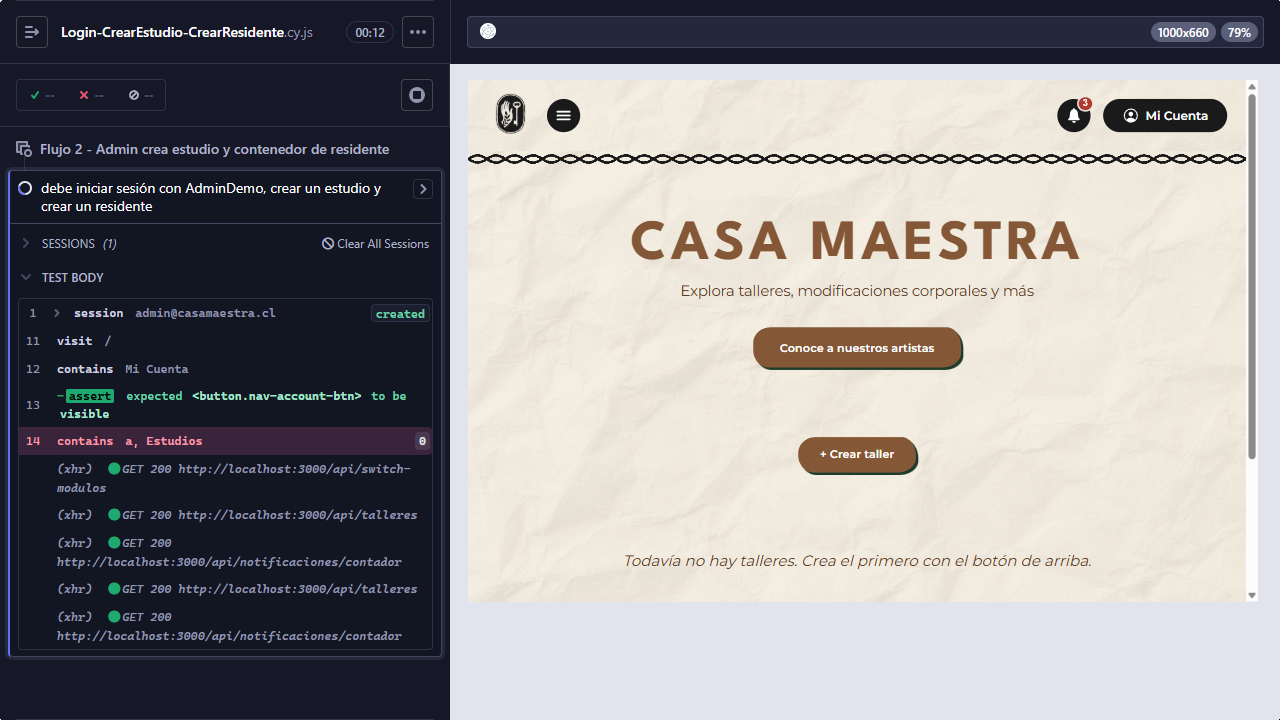 Login-CrearEstudio-CrearResidente.cy.js
00:12
1000x660
79%
--
--
--
Flujo 2 - Admin crea estudio y contenedor de residente
debe iniciar sesión con AdminDemo, crear un estudio y
crear un residente
SESSIONS (1)
Clear All Sessions
TEST BODY
1 session admin@casamaestra.cl created
11 visit /
12 contains Mi Cuenta
13 -assert expected <button.nav-account-btn> to be
visible
14 contains a, Estudios 0
(xhr) GET 200 http://localhost:3000/api/switch-
modulos
(xhr) GET 200 http://localhost:3000/api/talleres
(xhr) GET 200
http://localhost:3000/api/notificaciones/contador
(xhr) GET 200 http://localhost:3000/api/talleres
(xhr) GET 200
http://localhost:3000/api/notificaciones/contador
3
Mi Cuenta
CASA MAESTRA
Explora talleres, modificaciones corporales y más
Conoce a nuestros artistas
+ Crear taller
Todavía no hay talleres. Crea el primero con el botón de arriba.